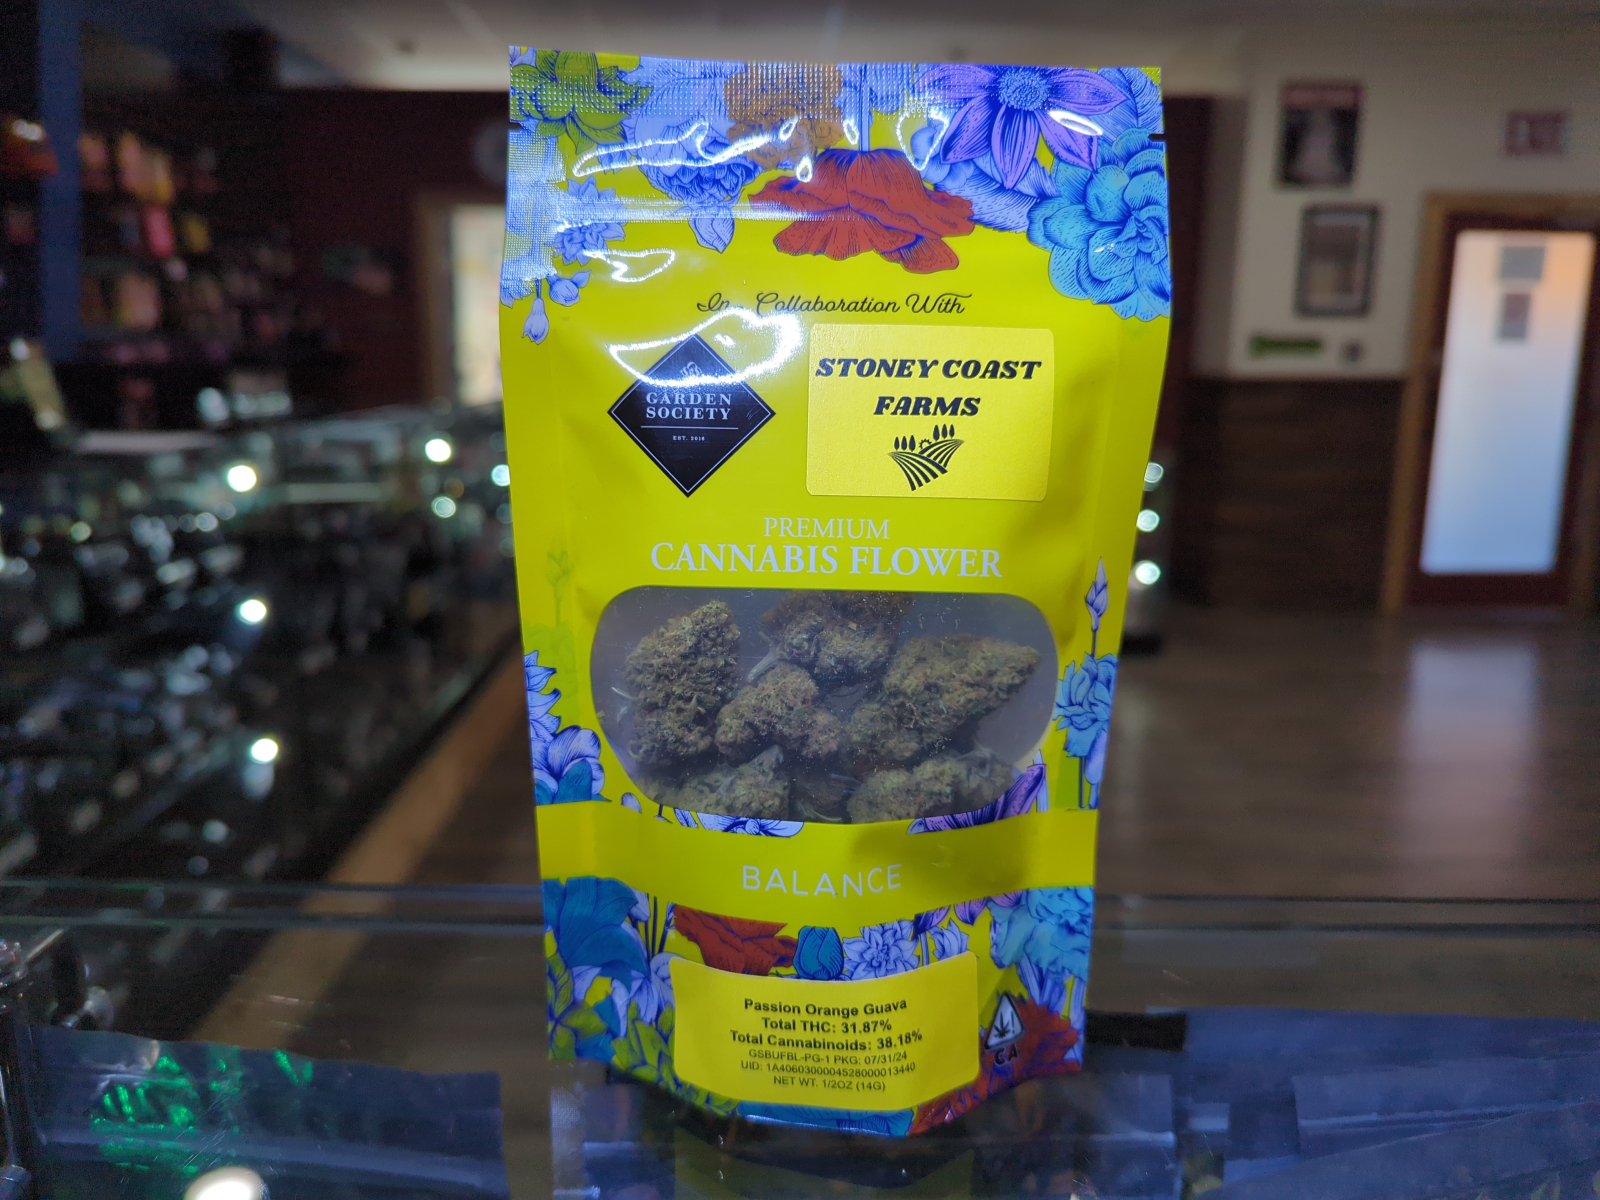 In Collaboration With
GARDEN
SOCIETY
EST. 2016
STONEY COAST
FARMS
PREMIUM
CANNABIS FLOWER
BALANCE
Passion Orange Guava
Total THC: 31.87%
Total Cannabinoids: 38.18%
GSBUFBL-PG-1 PKG: 07/31/24
UID: 1A4060300004528000013440
NET WT. 1/2OZ (14G)
!
CA